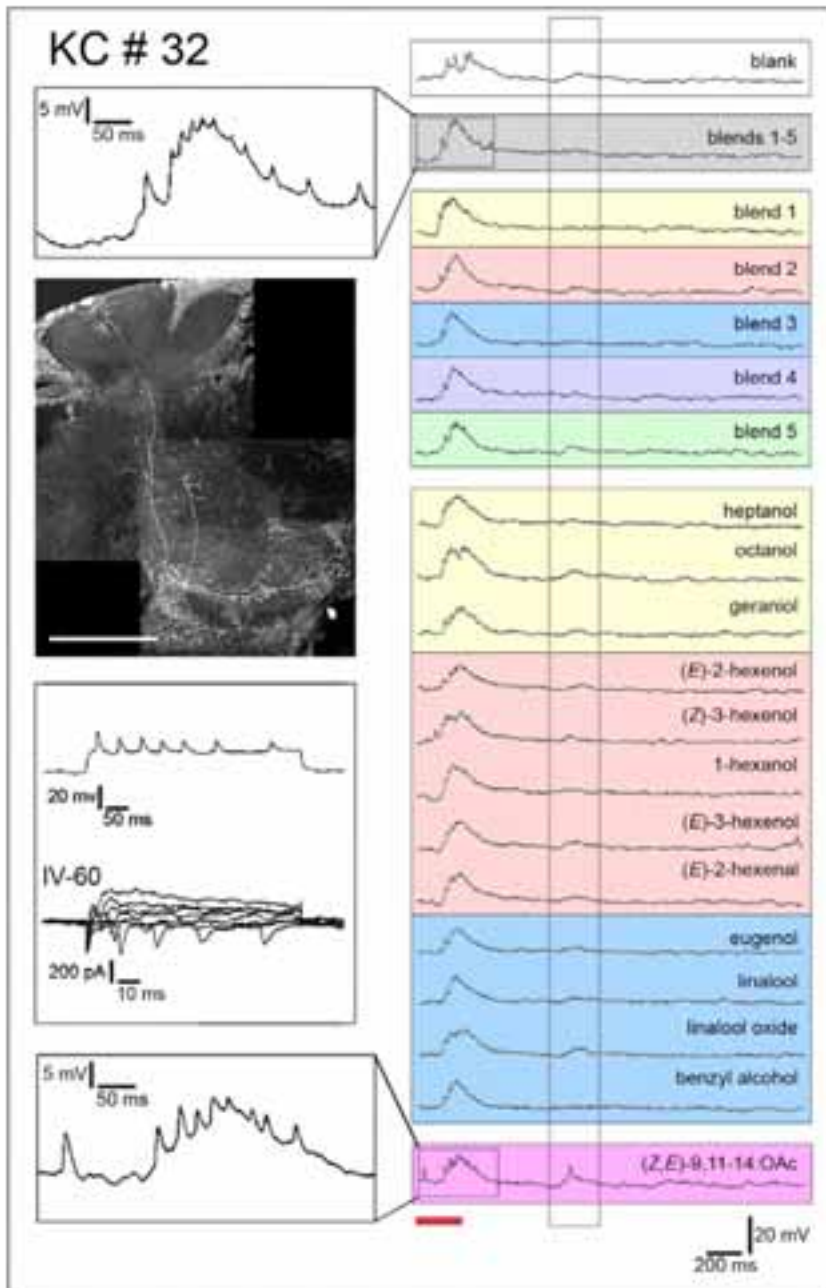 KC # 32
5 mV
50 ms
20 mv
50 ms
IV-60
200 pA
10 ms
5 mV
50 ms
blank
blends 1-5
blend 1
blend 2
blend 3
blend 4
blend 5
heptanol
octanol
geraniol
(E)-2-hexenol
(Z)-3-hexenol
1-hexanol
(E)-3-hexenol
(E)-2-hexenal
eugenol
linalool
linalool oxide
benzyl alcohol
(Z,E)-9,11-14:OAc
20 mV
200 ms